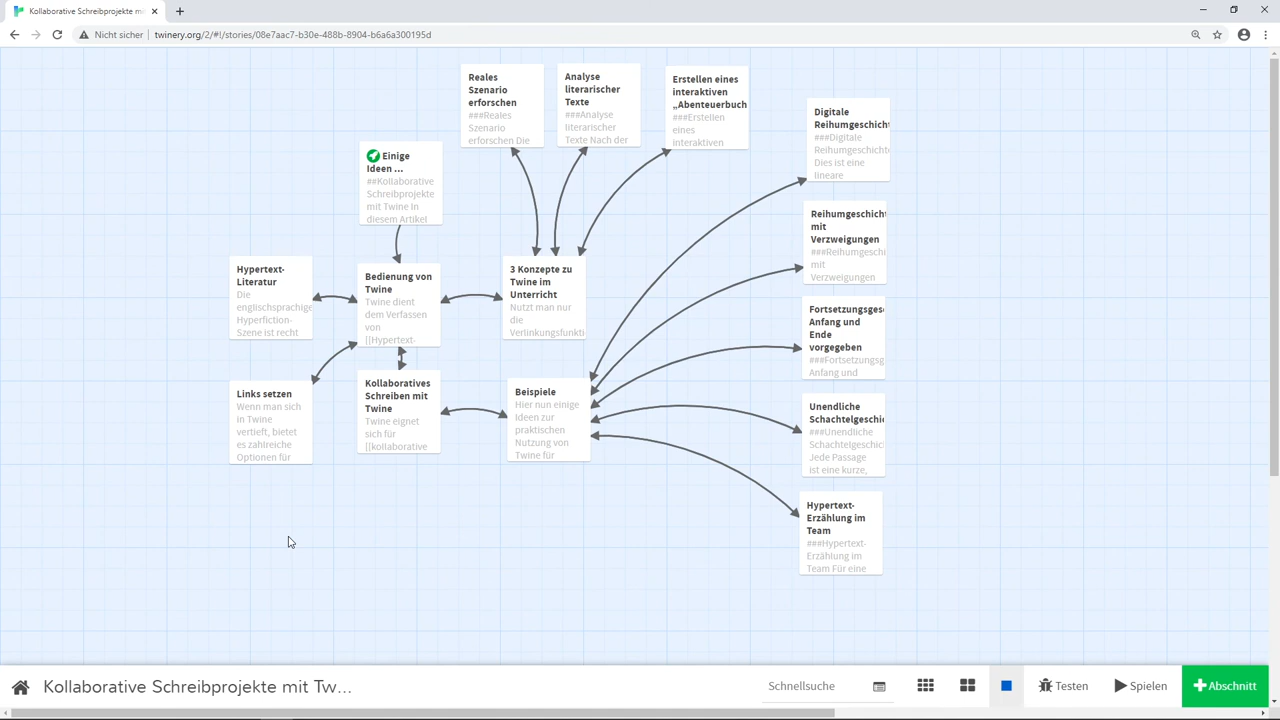 Kollaborative Schreibprojekte mit
Nicht sicher
twinery.org/2/#!/stories/08e7aac7-b30e-488b-8904-b6a6a300195d
Reales
Szenario
erforschen
###Reales
Szenario
erforschen Die
Analyse
literarischer
Texte
###Analyse
literarischer
Texte Nach der
Erstellen eines
interaktiven
„Abenteuerbuch
###Erstellen
eines
interaktiven
Digitale
Reihumgeschicht
###Digitale
Reihumgeschichte
Dies ist eine
lineare
Einige
Ideen ...
##Kollaborative
Schreibprojekte
mit Twine In
diesem Artikel
Reihumgeschicht
mit
Verzweigungen
###Reihumgeschi
mit
Verzweigungen
Hypertext-
Literatur
Die
englischsprachige
Hyperfiction-
Szene ist recht
Bedienung von
Twine
Twine dient
dem Verfassen
von
[[Hypertext-
3 Konzepte zu
Twine im
Unterricht
Nutzt man nur
die
Verlinkungsfunkti
Fortsetzungsges
Anfang und
Ende
vorgegeben
###Fortsetzungsg
Anfang und
Links setzen
Wenn man sich
in Twine
vertieft, bietet
es zahlreiche
Optionen für
Kollaboratives
Schreiben mit
Twine
Twine eignet
sich für
[[kollaborative
Beispiele
Hier nun einige
Ideen zur
praktischen
Nutzung von
Twine für
Unendliche
Schachtelgeschic
###Unendliche
Schachtelgeschic
Jede Passage
ist eine kurze,
Hypertext-
Erzählung im
Team
###Hypertext-
Erzählung im
Team Für eine
Kollaborative Schreibprojekte mit Tw...
Schnellsuche
Testen
Spielen
Abschnitt